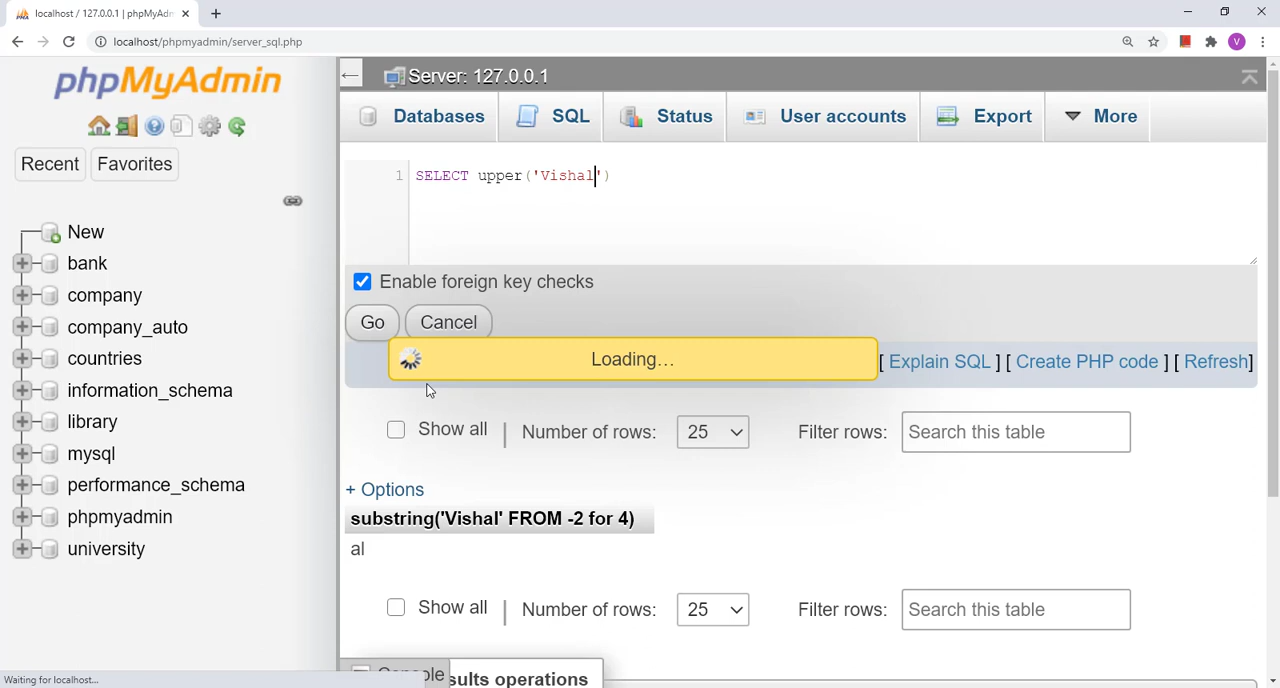 localhost / 127.0.0.1 | phpMyAdm
localhost/phpmyadmin/server_sql.php
V
phpMyAdmin
Recent
Favorites
New
bank
company
company_auto
countries
information_schema
library
mysql
performance_schema
phpmyadmin
university
Server: 127.0.0.1
Databases
SQL
Status
User accounts
Export
More
1 SELECT upper('Vishal')
Enable foreign key checks
Go
Cancel
Loading…
[ Explain SQL ] [ Create PHP code ] [ Refresh]
Show all | Number of rows: 25 Filter rows: Search this table
+ Options
substring('Vishal' FROM -2 for 4)
al
Show all | Number of rows: 25 Filter rows: Search this table
Console
sults operations
Waiting for localhost...